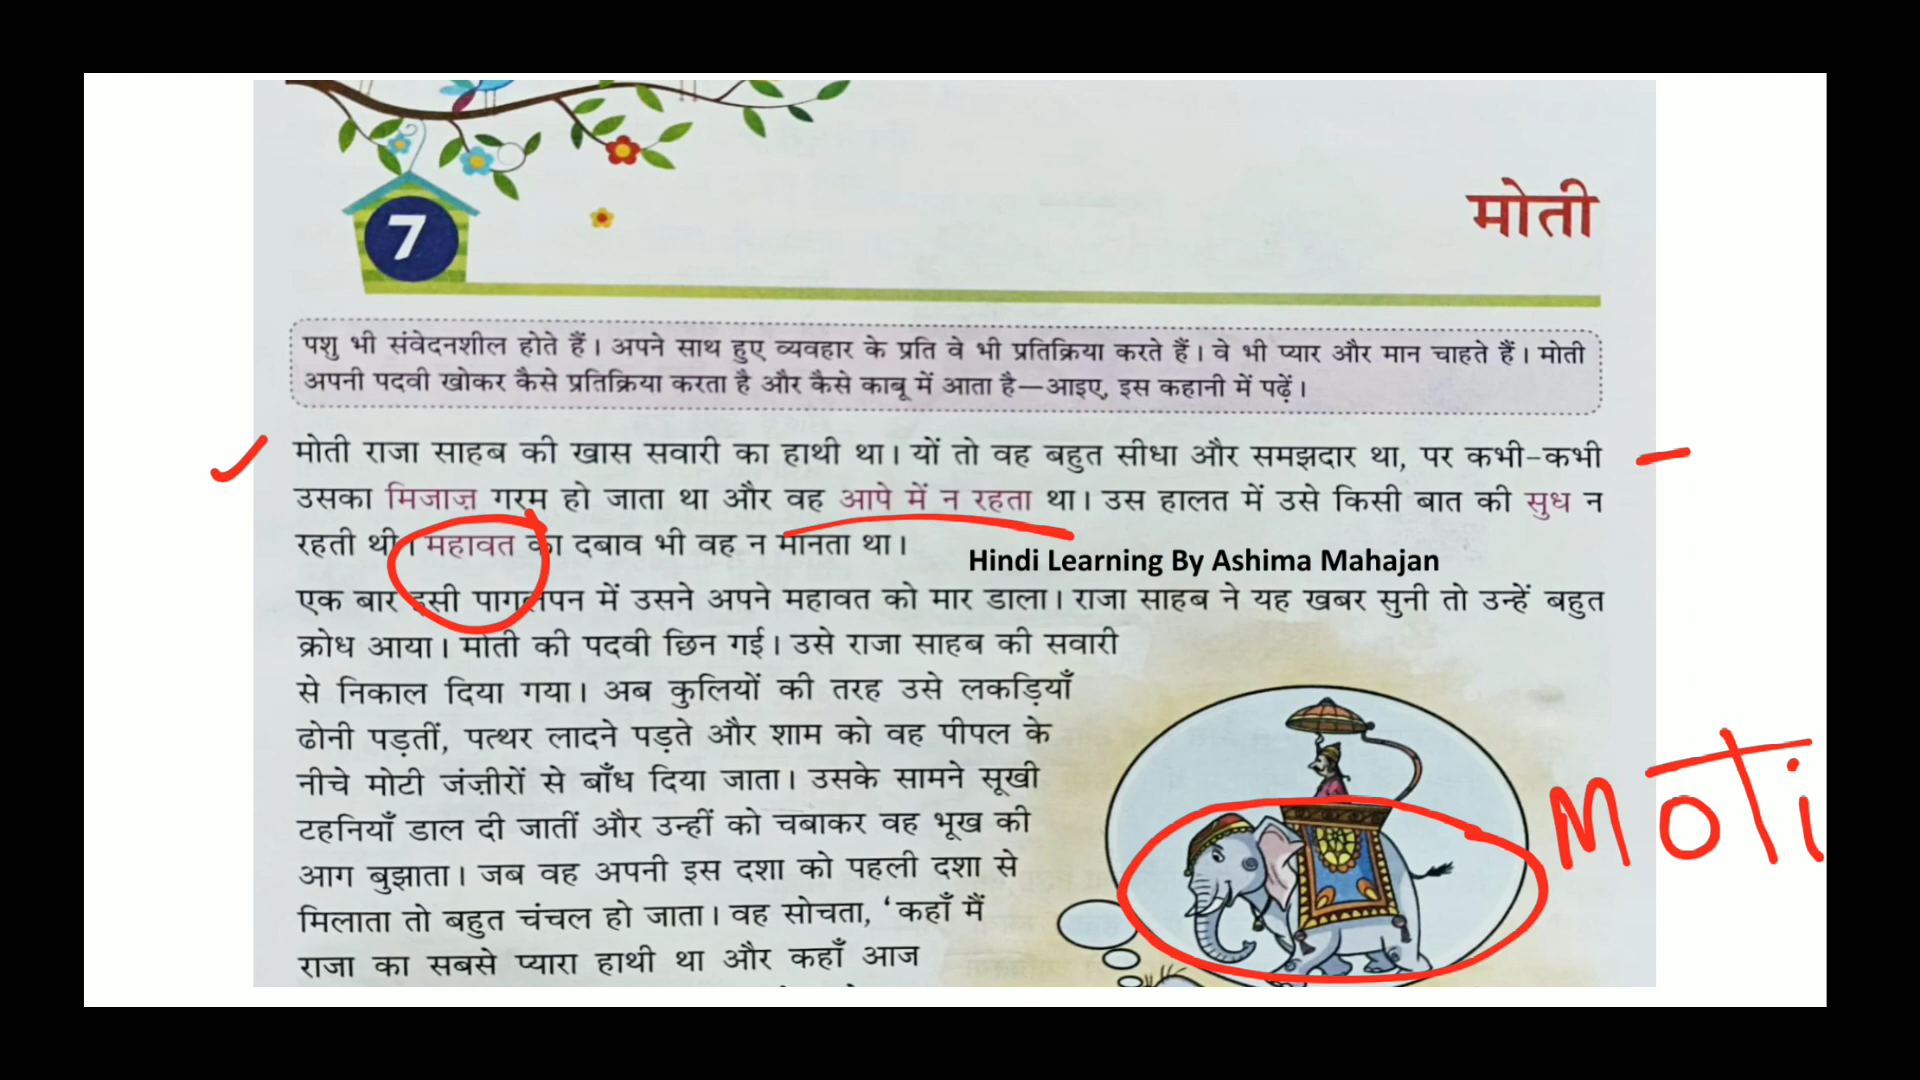 7
मोती
पशु भी संवेदनशील होते हैं। अपने साथ हुए व्यवहार के प्रति वे भी प्रतिक्रिया करते हैं। वे भी प्यार और मान चाहते हैं। मोती
अपनी पदवी खोकर कैसे प्रतिक्रिया करता है और कैसे काबू में आता है—आइए, इस कहानी में पढ़ें।
मोती राजा साहब की खास सवारी का हाथी था। यों तो वह बहुत सीधा और समझदार था, पर कभी-कभी
उसका मिजाज़ गरम हो जाता था और वह आपे में न रहता था। उस हालत में उसे किसी बात की सुध न
रहती थी। महावत का दबाव भी वह न मानता था।
Hindi Learning By Ashima Mahajan
एक बार इसी पागलपन में उसने अपने महावत को मार डाला। राजा साहब ने यह खबर सुनी तो उन्हें बहुत
क्रोध आया। मोती की पदवी छिन गई। उसे राजा साहब की सवारी
से निकाल दिया गया। अब कुलियों की तरह उसे लकड़ियाँ
ढोनी पड़तीं, पत्थर लादने पड़ते और शाम को वह पीपल के
नीचे मोटी जंज़ीरों से बाँध दिया जाता। उसके सामने सूखी
टहनियाँ डाल दी जातीं और उन्हीं को चबाकर वह भूख की
आग बुझाता। जब वह अपनी इस दशा को पहली दशा से
मिलाता तो बहुत चंचल हो जाता। वह सोचता, ‘कहाँ मैं
राजा का सबसे प्यारा हाथी था और कहाँ आज
MoTi